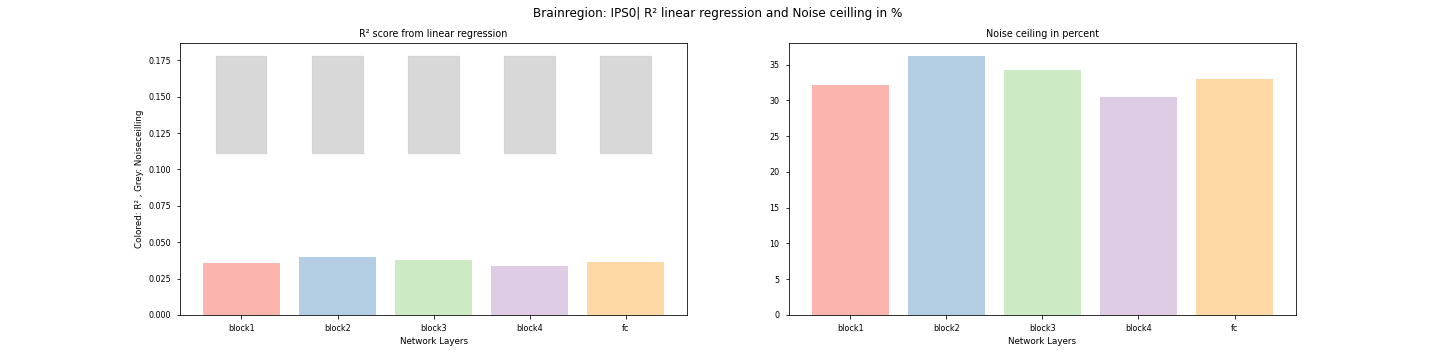 Brainregion: IPS0| R² linear regression and Noise ceilling in %
R² score from linear regression
Colored: R² , Grey: Noiseceilling
0.175
0.150
0.125
0.100
0.075
0.050
0.025
0.000
block1 block2 block3 block4 fc
Network Layers
Noise ceiling in percent
35
30
25
20
15
10
5
0
block1 block2 block3 block4 fc
Network Layers